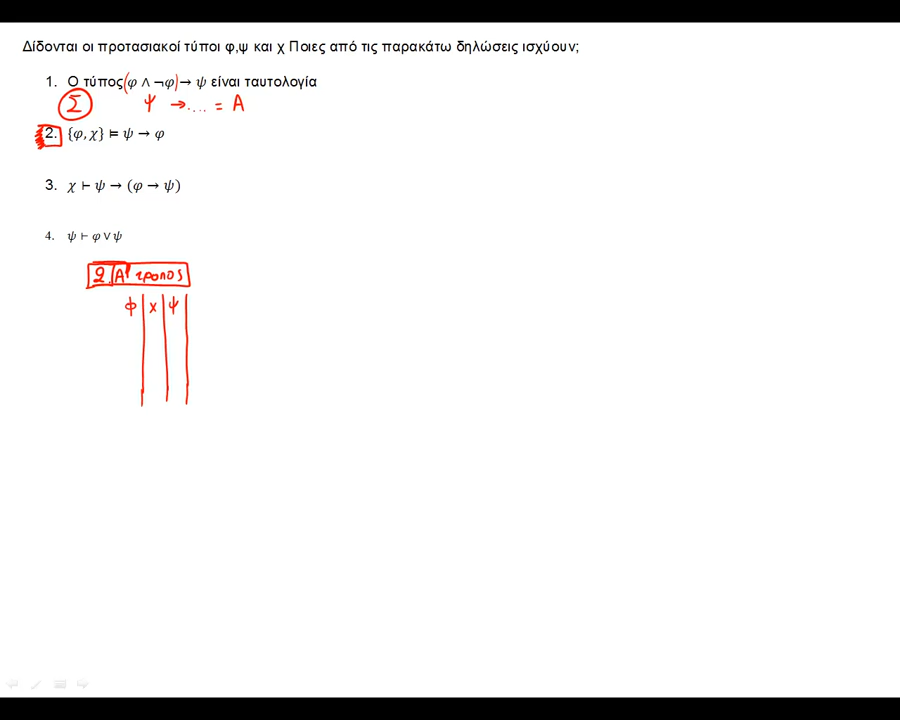 Δίδονται οι προτασιακοί τύποι φ,ψ και χ Ποιες από τις παρακάτω δηλώσεις ισχύουν;
1. Ο τύπος(φ ∧ ¬φ)→ ψ είναι ταυτολογία
Σ ψ → .... = Α
2. {φ, χ} ⊨ ψ → φ
3. χ ⊢ ψ → (φ → ψ)
4. ψ ⊢ φ ∨ ψ
2. Α' τροπος
φ χ ψ